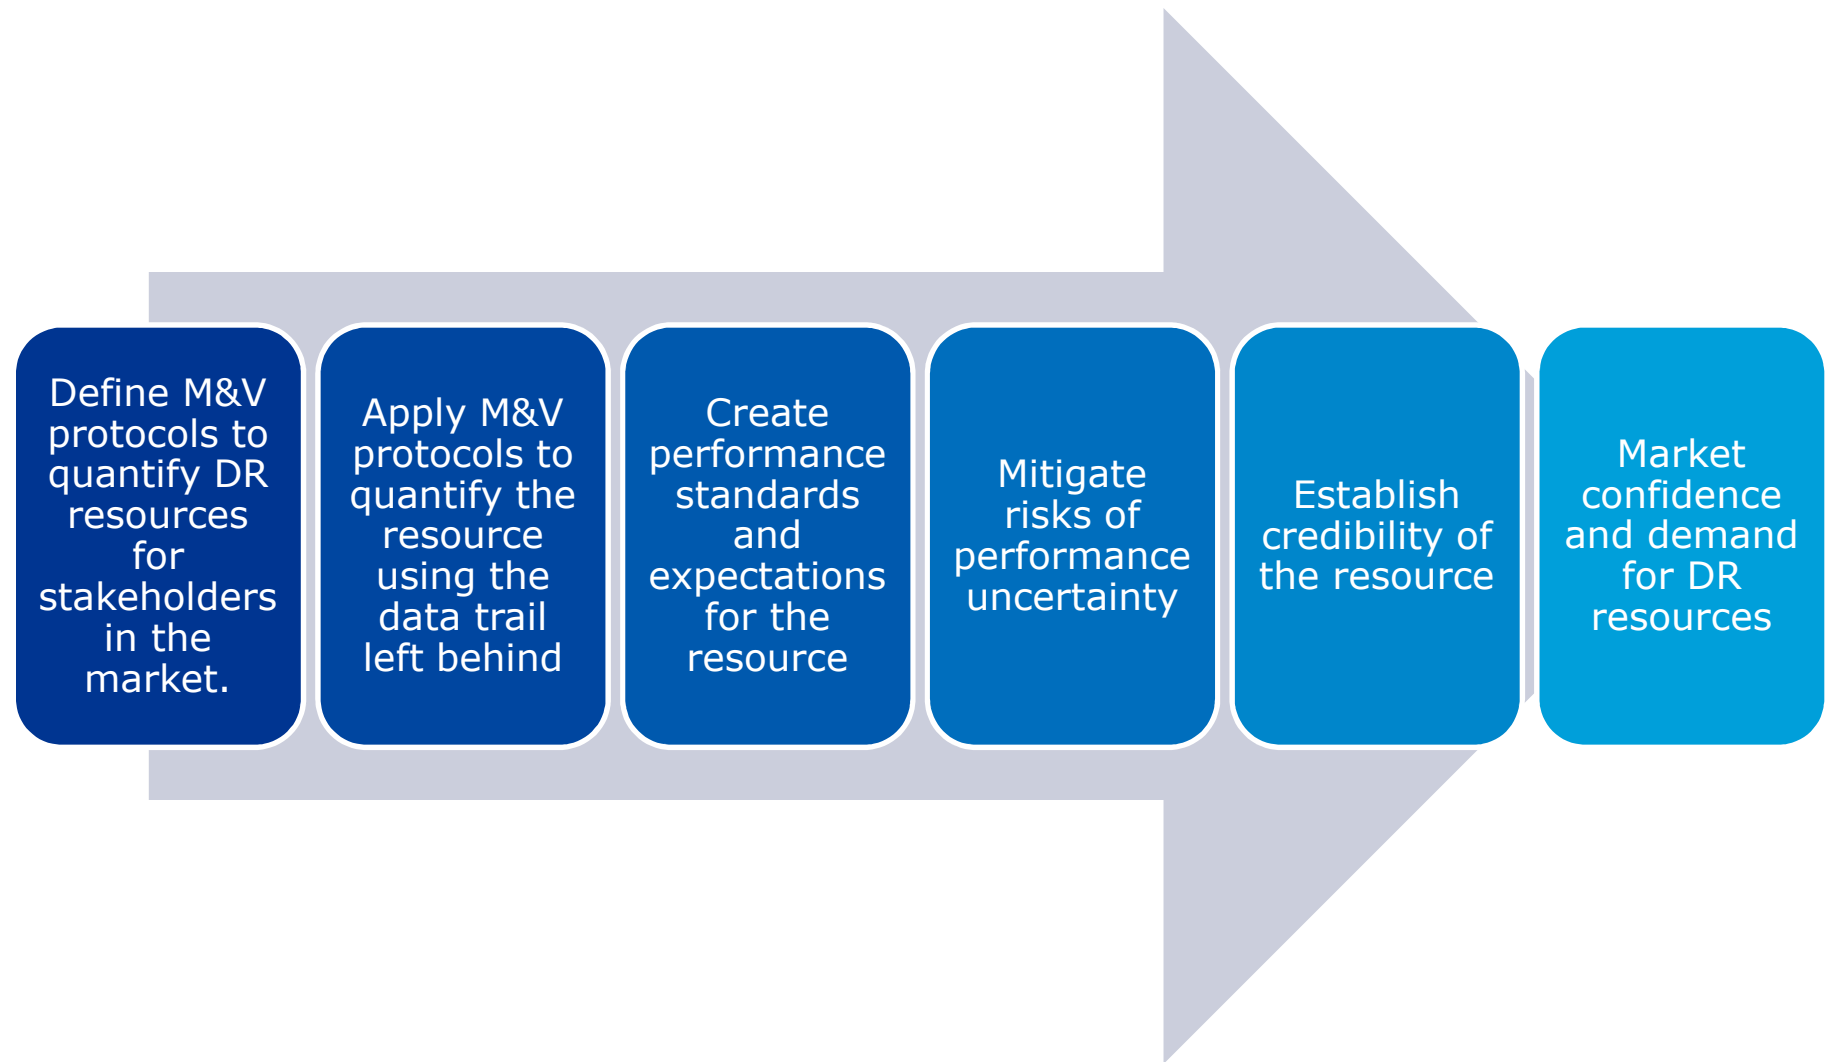 Define M&V
protocols to
quantify DR
resources
for
stakeholders
in the
market.
Apply M&V
protocols to
quantify the
resource
using the
data trail
left behind
Create
performance
standards
and
expectations
for the
resource
Mitigate
risks of
performance
uncertainty
Establish
credibility of
the resource
Market
confidence
and demand
for DR
resources